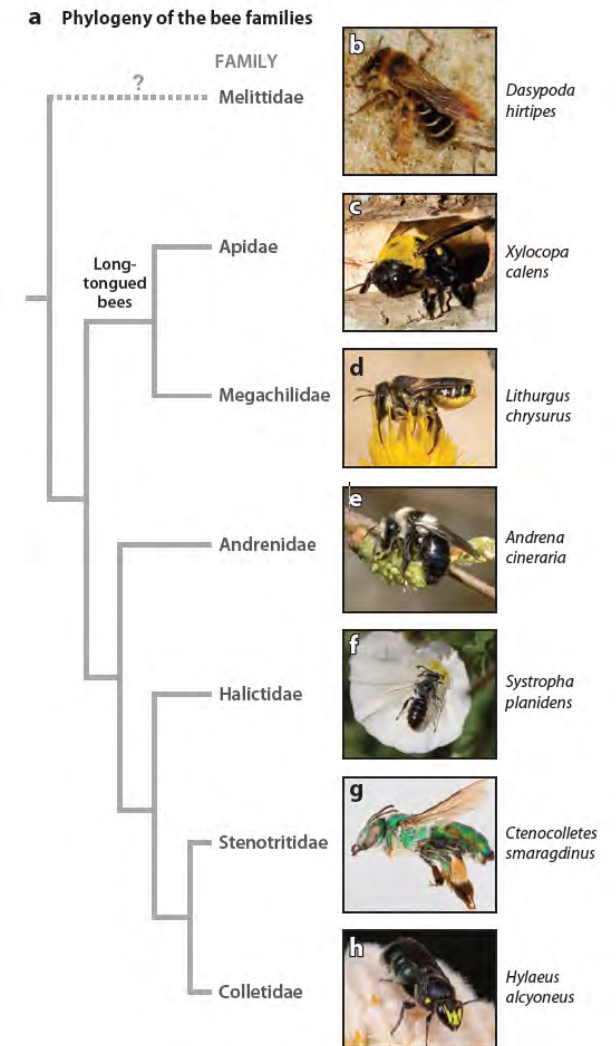 a Phylogeny of the bee families
FAMILY
?
Melittidae
b
Dasypoda
hirtipes
Apidae
c
Xylocopa
calens
Long-
tongued
bees
Megachilidae
d
Lithurgus
chrysurus
Andrenidae
e
Andrena
cineraria
Halictidae
f
Systropha
planidens
Stenotritidae
g
Ctenocolletes
smaragdinus
Colletidae
h
Hylaeus
alcyoneus